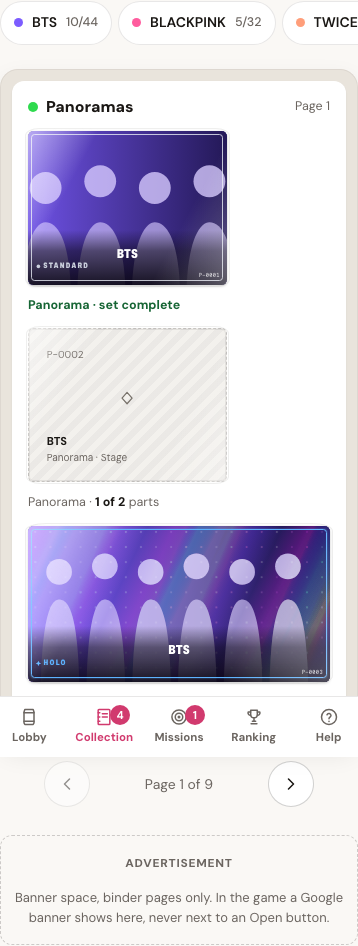 BTS 10/44
BLACKPINK 5/32
TWICE
Panoramas
Page 1
BTS
STANDARD
P-0001
Panorama · set complete
P-0002
BTS
Panorama · Stage
Panorama · 1 of 2 parts
BTS
HOLO
P-0003
4
1
Lobby
Collection
Missions
Ranking
Help
Page 1 of 9
ADVERTISEMENT
Banner space, binder pages only. In the game a Google
banner shows here, never next to an Open button.